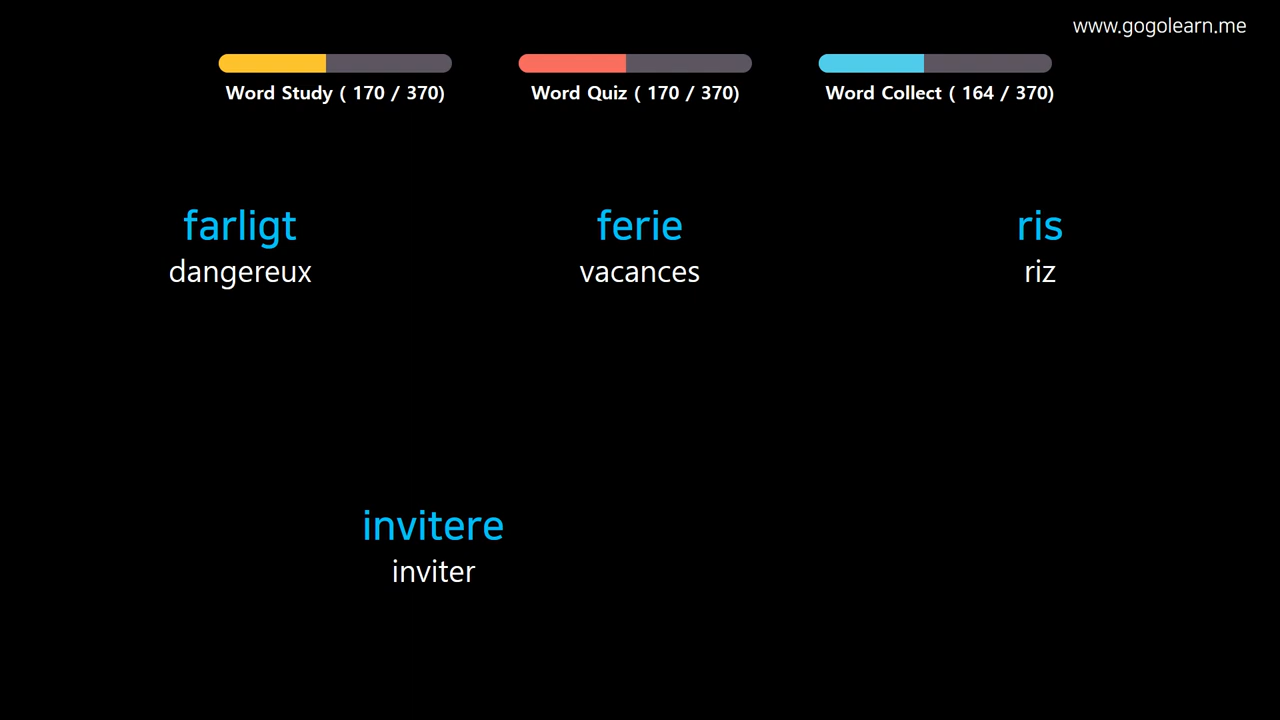 www.gogolearn.me
Word Study ( 170 / 370)
Word Quiz ( 170 / 370)
Word Collect ( 164 / 370)
farligt
dangereux
ferie
vacances
ris
riz
invitere
inviter